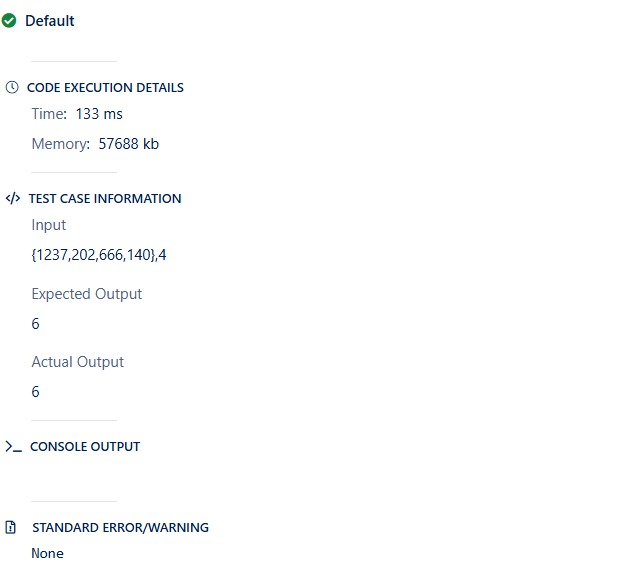 Default
CODE EXECUTION DETAILS
Time: 133 ms
Memory: 57688 kb
</> TEST CASE INFORMATION
Input
{1237,202,666,140},4
Expected Output
6
Actual Output
6
>_ CONSOLE OUTPUT
STANDARD ERROR/WARNING
None